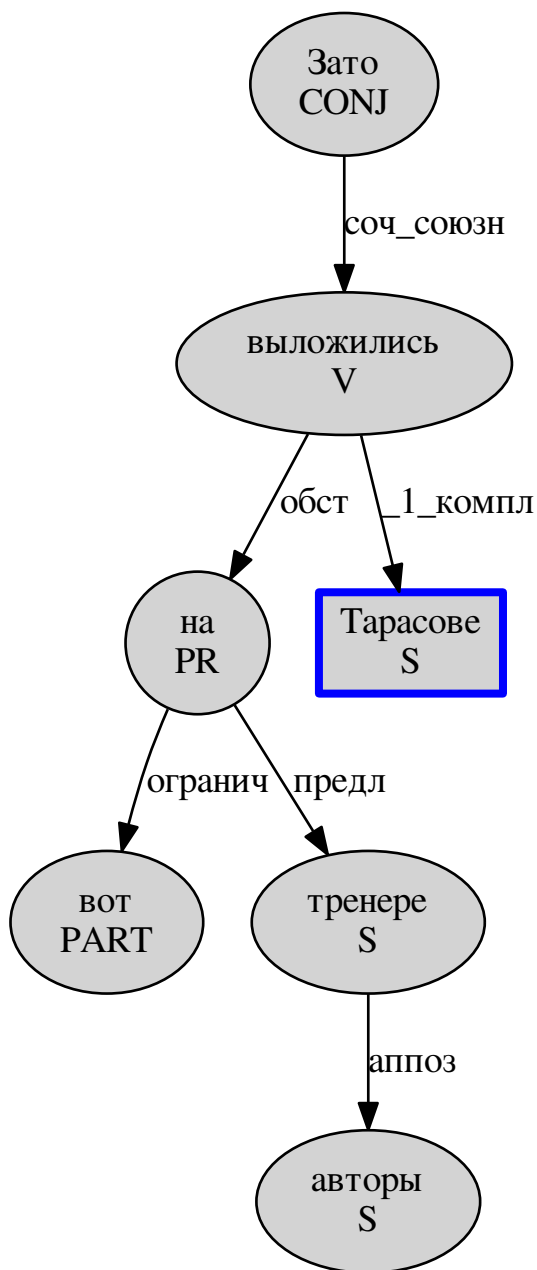 Зато
CONJ
соч_союзн
выложились
V
обст
_1_компл
на
PR
Тарасове
S
огранич
предл
вот
PART
тренере
S
аппоз
авторы
S